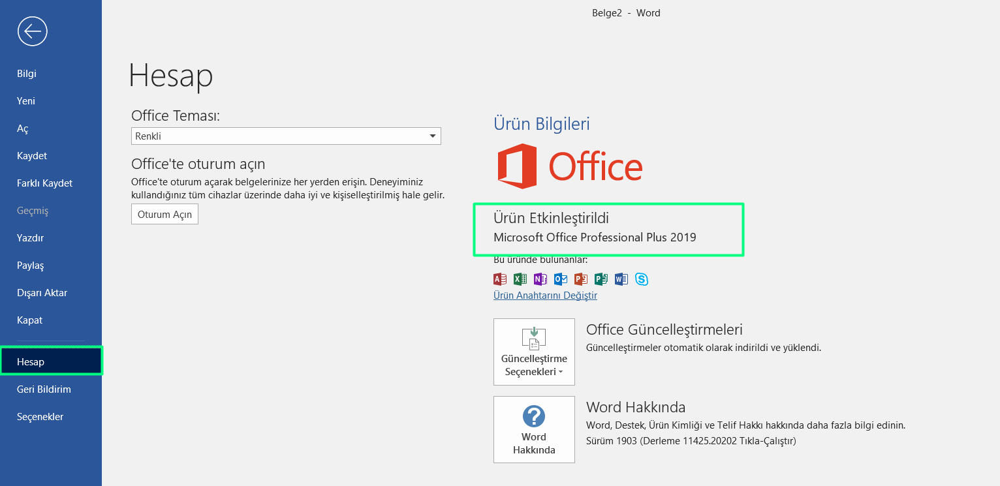 Belge2 - Word
Bilgi
Yeni
Aç
Kaydet
Farklı Kaydet
Geçmiş
Yazdır
Paylaş
Dışarı Aktar
Kapat
Hesap
Geri Bildirim
Seçenekler
Hesap
Office Teması:
Renkli
Office'te oturum açın
Office'te oturum açarak belgelerinize her yerden erişin. Deneyiminiz
kullandığınız tüm cihazlar üzerinde daha iyi ve kişiselleştirilmiş hale gelir.
Oturum Açın
Ürün Bilgileri
Office
Ürün Etkinleştirildi
Microsoft Office Professional Plus 2019
Bu üründe bulunanlar:
A X N O P P W S
Ürün Anahtarını Değiştir
Güncelleştirme
Seçenekleri
Office Güncelleştirmeleri
Güncelleştirmeler otomatik olarak indirildi ve yüklendi.
?
Word
Hakkında
Word Hakkında
Word, Destek, Ürün Kimliği ve Telif Hakkı hakkında daha fazla bilgi edinin.
Sürüm 1903 (Derleme 11425.20202 Tıkla-Çalıştır)